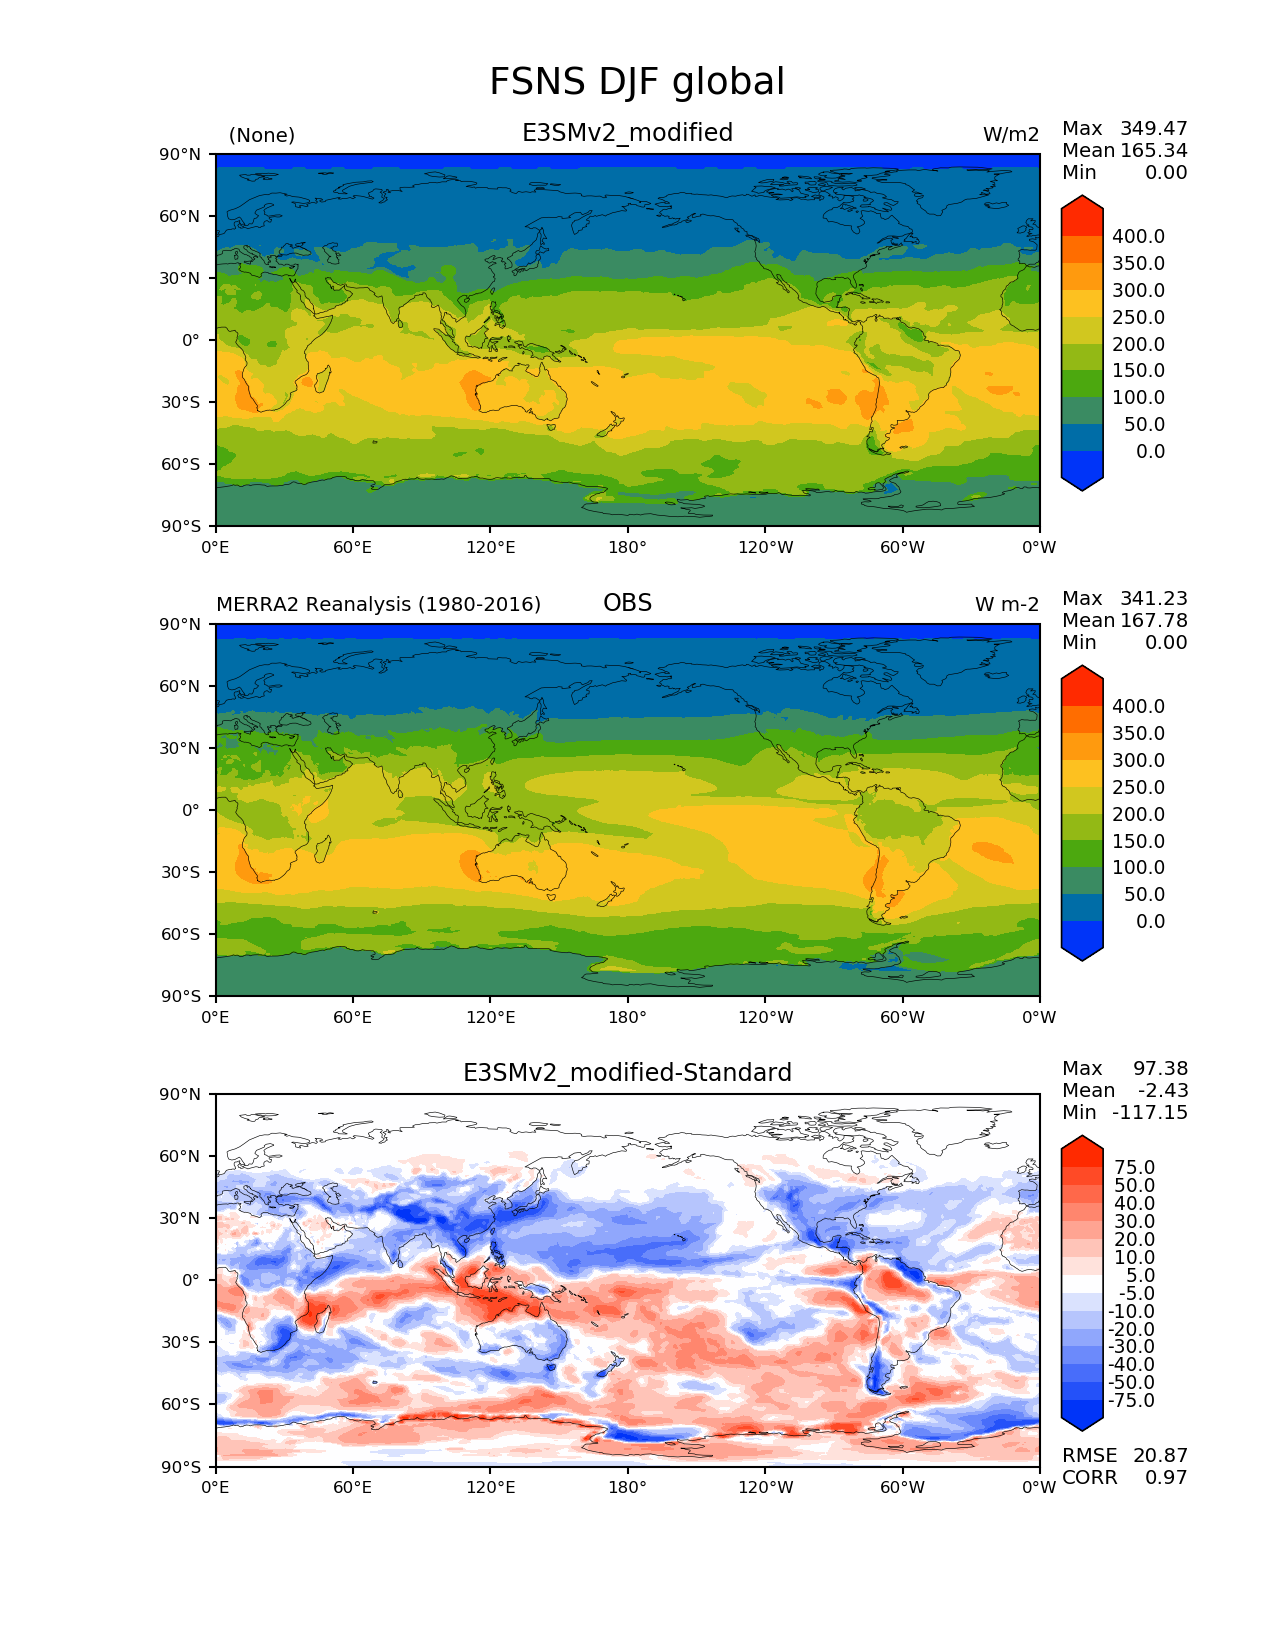 FSNS DJF global
(None) E3SMv2_modified W/m2
Max 349.47
Mean 165.34
Min 0.00
90°N
60°N
30°N
0°
30°S
60°S
90°S
0°E 60°E 120°E 180° 120°W 60°W 0°W
400.0
350.0
300.0
250.0
200.0
150.0
100.0
50.0
0.0
MERRA2 Reanalysis (1980-2016) OBS W m-2
Max 341.23
Mean 167.78
Min 0.00
90°N
60°N
30°N
0°
30°S
60°S
90°S
0°E 60°E 120°E 180° 120°W 60°W 0°W
400.0
350.0
300.0
250.0
200.0
150.0
100.0
50.0
0.0
E3SMv2_modified-Standard
Max 97.38
Mean -2.43
Min -117.15
90°N
60°N
30°N
0°
30°S
60°S
90°S
0°E 60°E 120°E 180° 120°W 60°W 0°W
75.0
50.0
40.0
30.0
20.0
10.0
5.0
-5.0
-10.0
-20.0
-30.0
-40.0
-50.0
-75.0
RMSE 20.87
CORR 0.97